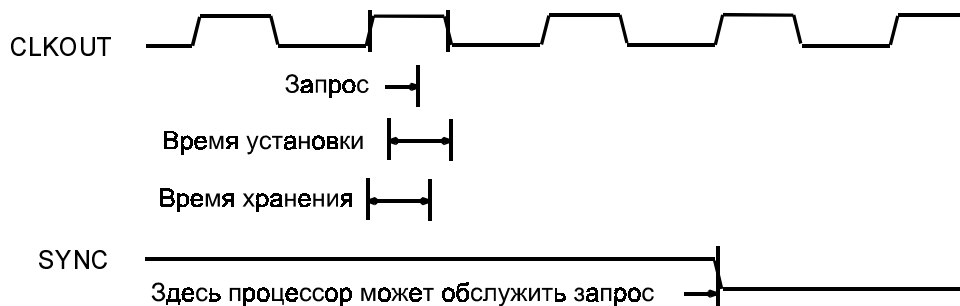 CLKOUT
Запрос
Время установки
Время хранения
SYNC
Здесь процессор может обслужить запрос